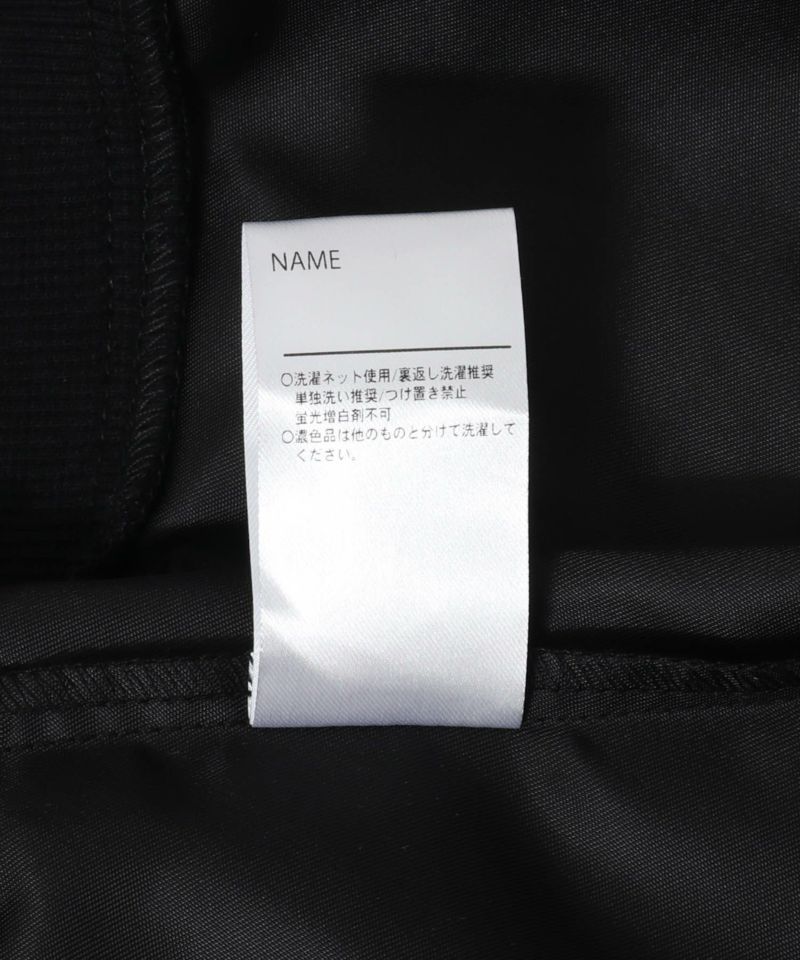 NAME
○洗濯ネット使用/裏返し洗濯推奨
単独洗い推奨/つけ置き禁止
蛍光増白剤不可
○濃色品は他のものと分けて洗濯して
ください。